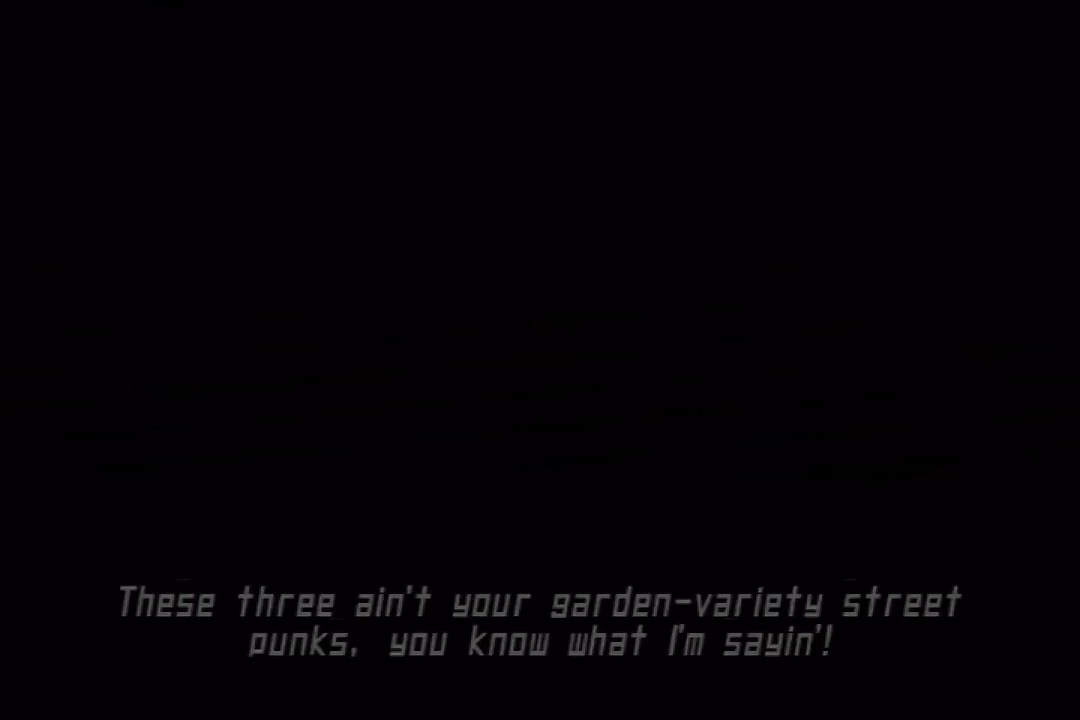 These three ain't your garden-variety street
punks, you know what I'm sayin'!